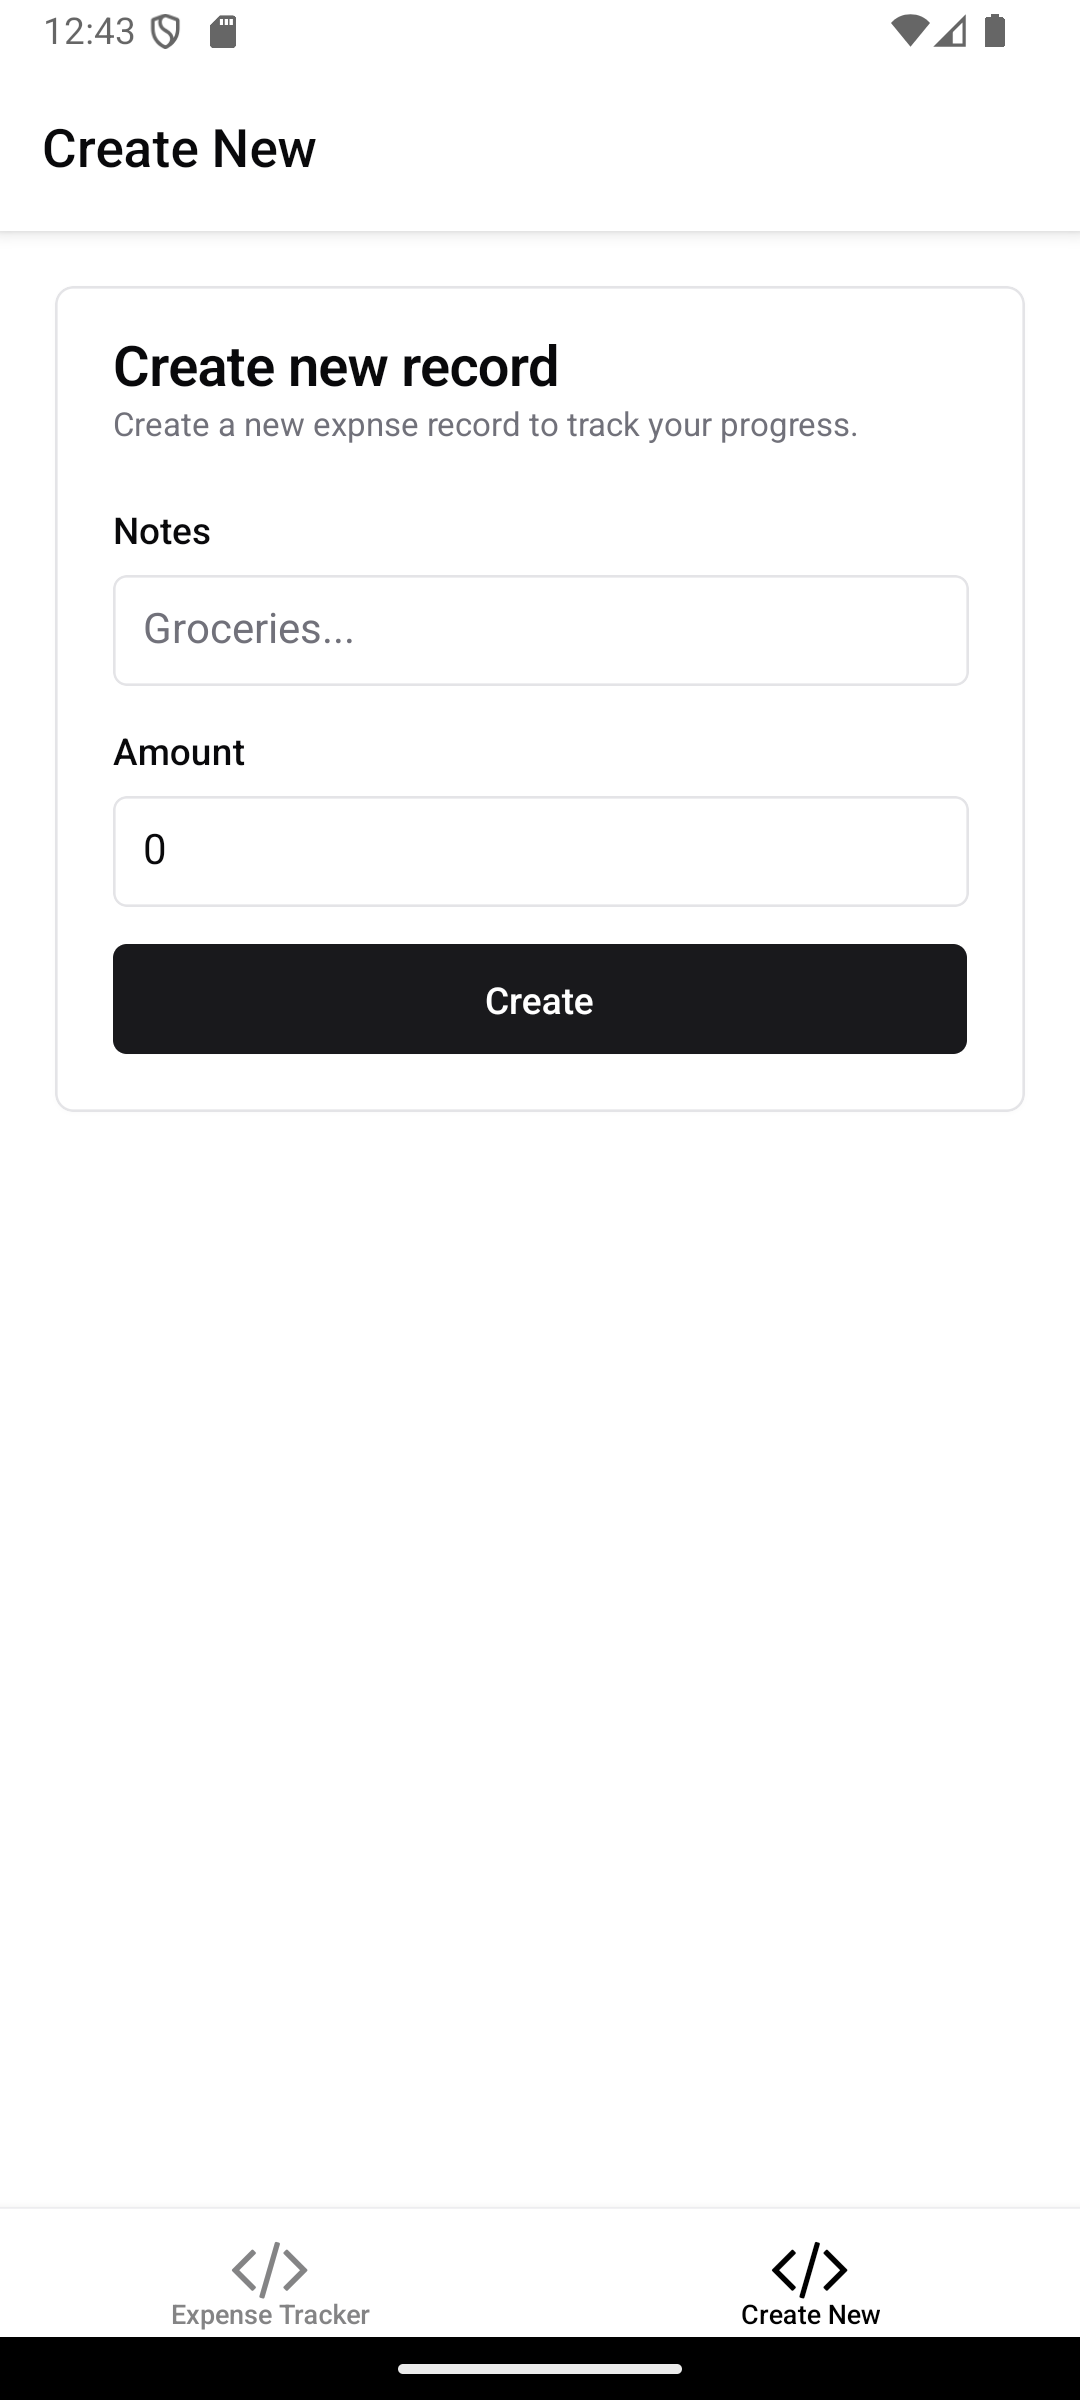 12:43
Create New
Create new record
Create a new expnse record to track your progress.
Notes
Groceries...
Amount
0
Create
Expense Tracker
Create New